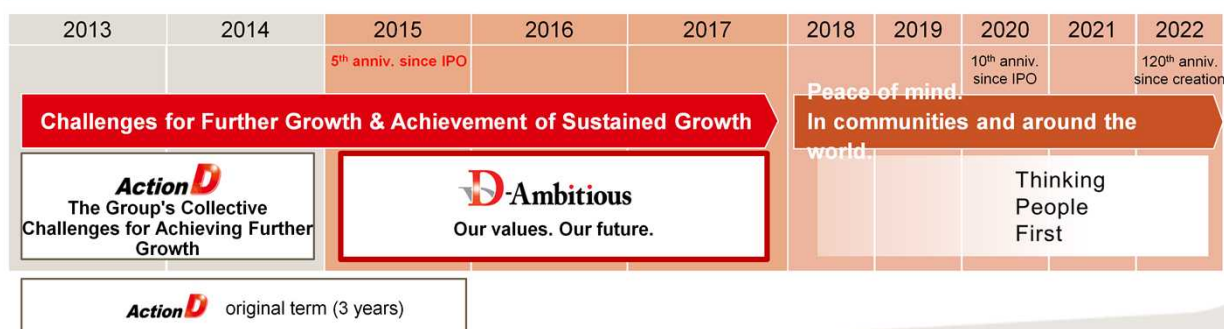 2013 2014 2015 2016 2017 2018 2019 2020 2021 2022
5th anniv. since IPO
10th anniv.
since IPO
120th anniv.
since creation
Challenges for Further Growth & Achievement of Sustained Growth
Peace of mind.
In communities and around the
world.
Action D
The Group's Collective
Challenges for Achieving Further
Growth
D-Ambitious
Our values. Our future.
Thinking
People
First
Action D original term (3 years)